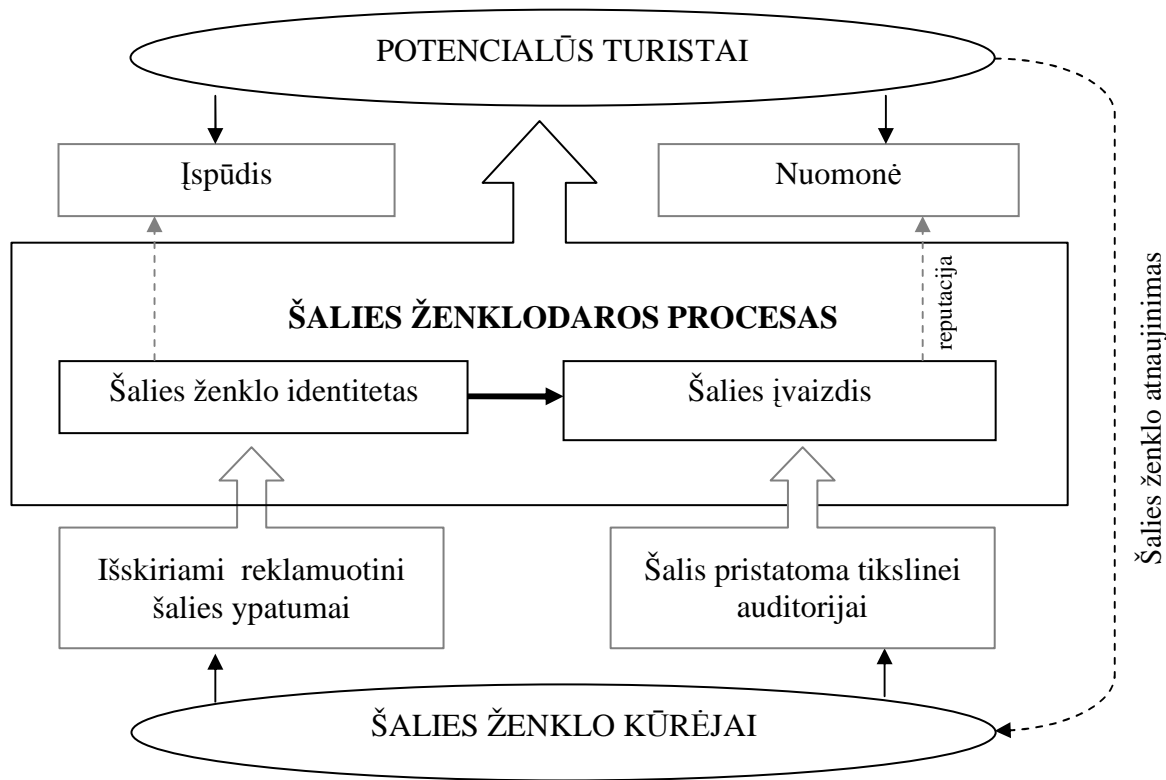 POTENCIALŪS TURISTAI
Įspūdis
Nuomonė
reputacija
ŠALIES ŽENKLODAROS PROCESAS
Šalies ženklo identitetas
Šalies įvaizdis
Šalies ženklo atnaujinimas
Išskiriami reklamuotini
šalies ypatumai
Šalis pristatoma tikslinei
auditorijai
ŠALIES ŽENKLO KŪRĖJAI